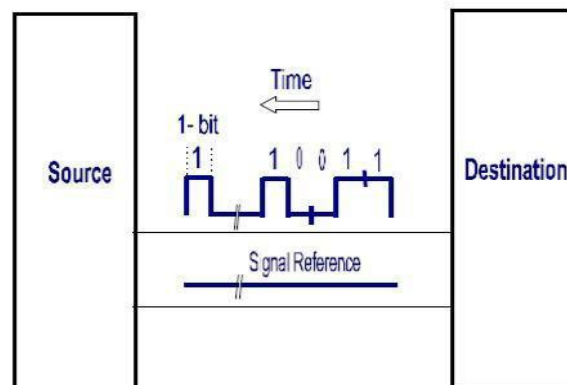 Time
1- bit
1 1 0 0 1 1
Source
Destination
Signal Reference